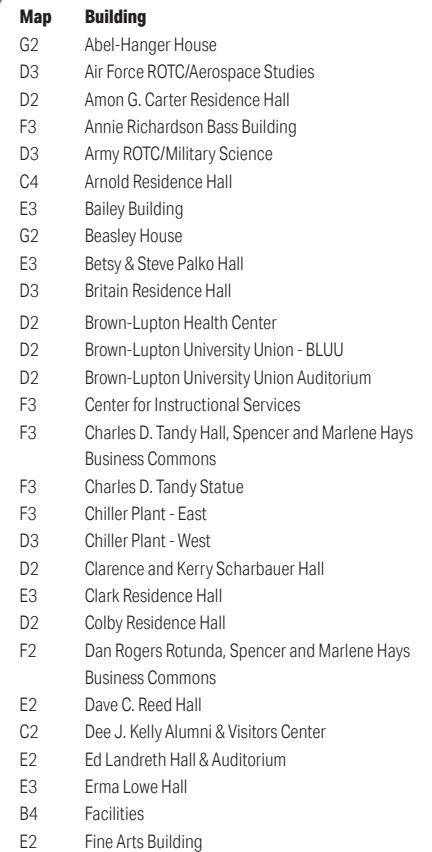 Map Building
G2 Abel-Hanger House
D3 Air Force ROTC/Aerospace Studies
D2 Amon G. Carter Residence Hall
F3 Annie Richardson Bass Building
D3 Army ROTC/Military Science
C4 Arnold Residence Hall
E3 Bailey Building
G2 Beasley House
E3 Betsy & Steve Palko Hall
D3 Britain Residence Hall
D2 Brown-Lupton Health Center
D2 Brown-Lupton University Union - BLUU
D2 Brown-Lupton University Union Auditorium
F3 Center for Instructional Services
F3 Charles D. Tandy Hall, Spencer and Marlene Hays
Business Commons
F3 Charles D. Tandy Statue
F3 Chiller Plant - East
D3 Chiller Plant - West
D2 Clarence and Kerry Scharbauer Hall
E3 Clark Residence Hall
D2 Colby Residence Hall
F2 Dan Rogers Rotunda, Spencer and Marlene Hays
Business Commons
E2 Dave C. Reed Hall
C2 Dee J. Kelly Alumni & Visitors Center
E2 Ed Landreth Hall & Auditorium
E3 Erma Lowe Hall
B4 Facilities
E2 Fine Arts Building